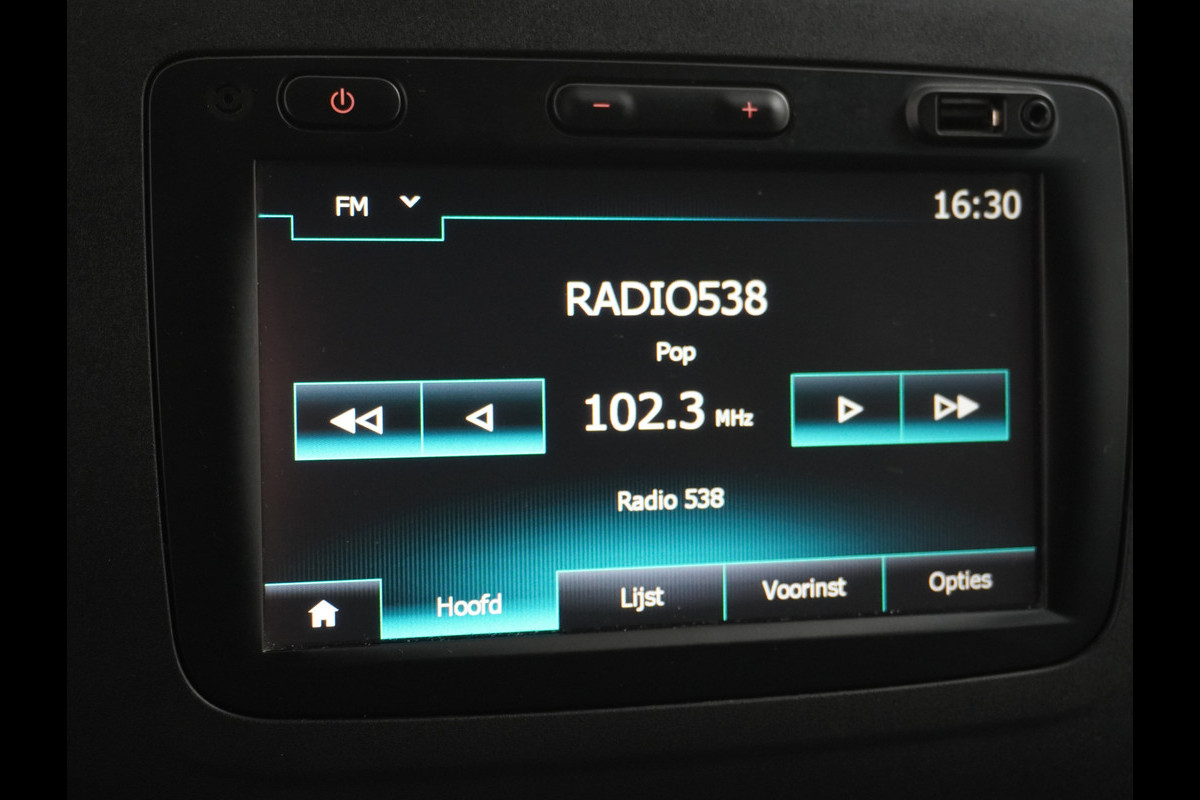 FM
16:30
RADIO538
Pop
102.3 MHz
Radio 538
Hoofd
Lijst
Voorinst
Opties